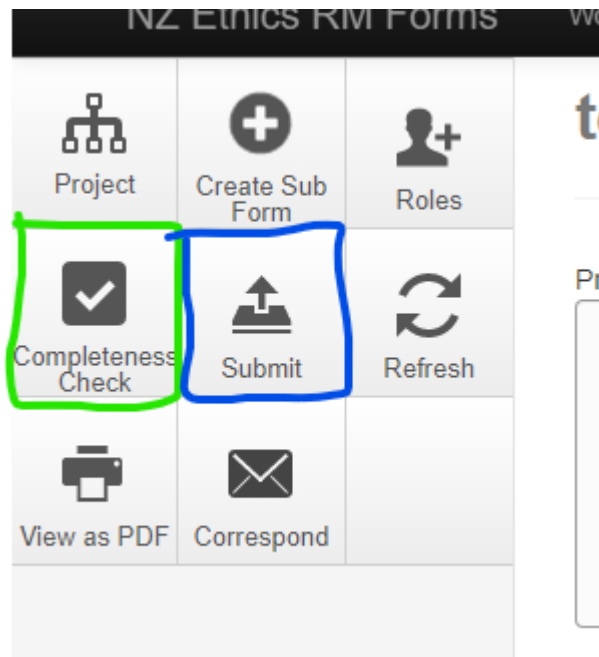 NZ Ethics RM Forms
Project
Create Sub
Form
Roles
Completeness
Check
Submit
Refresh
View as PDF
Correspond